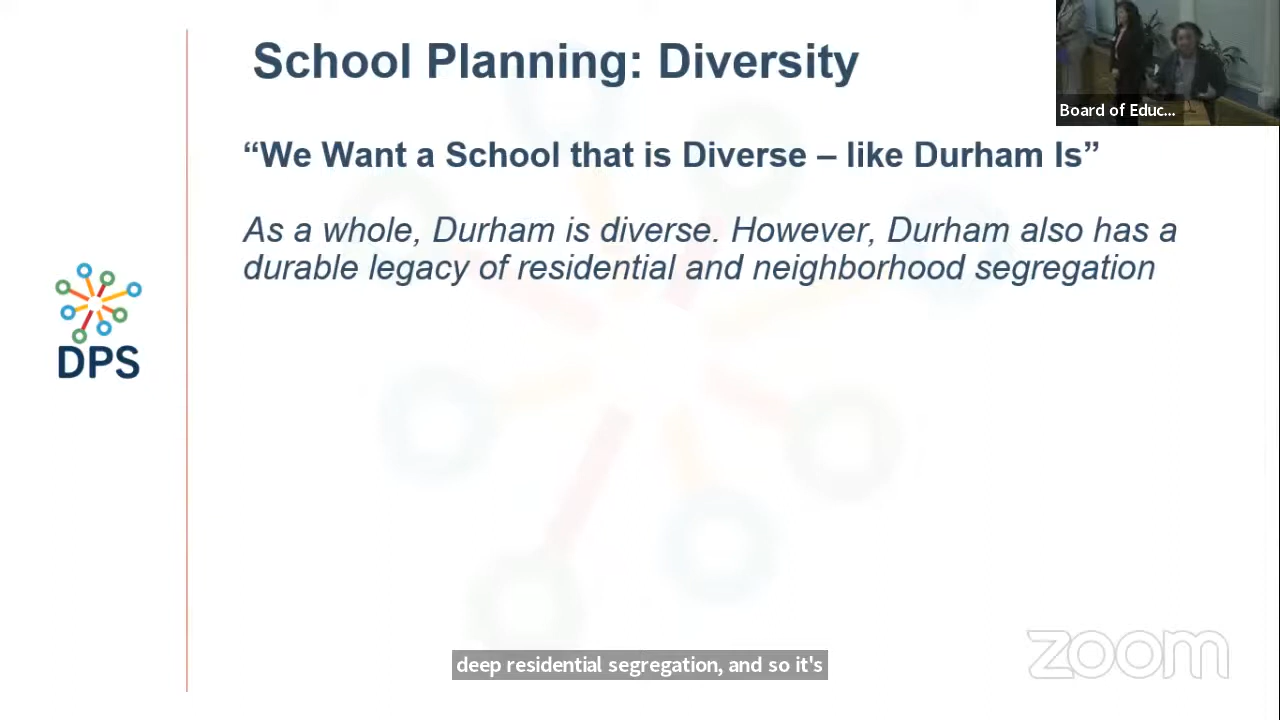 School Planning: Diversity
Board of Educ...
“We Want a School that is Diverse – like Durham Is”
As a whole, Durham is diverse. However, Durham also has a
durable legacy of residential and neighborhood segregation
DPS
deep residential segregation, and so it's
zoom